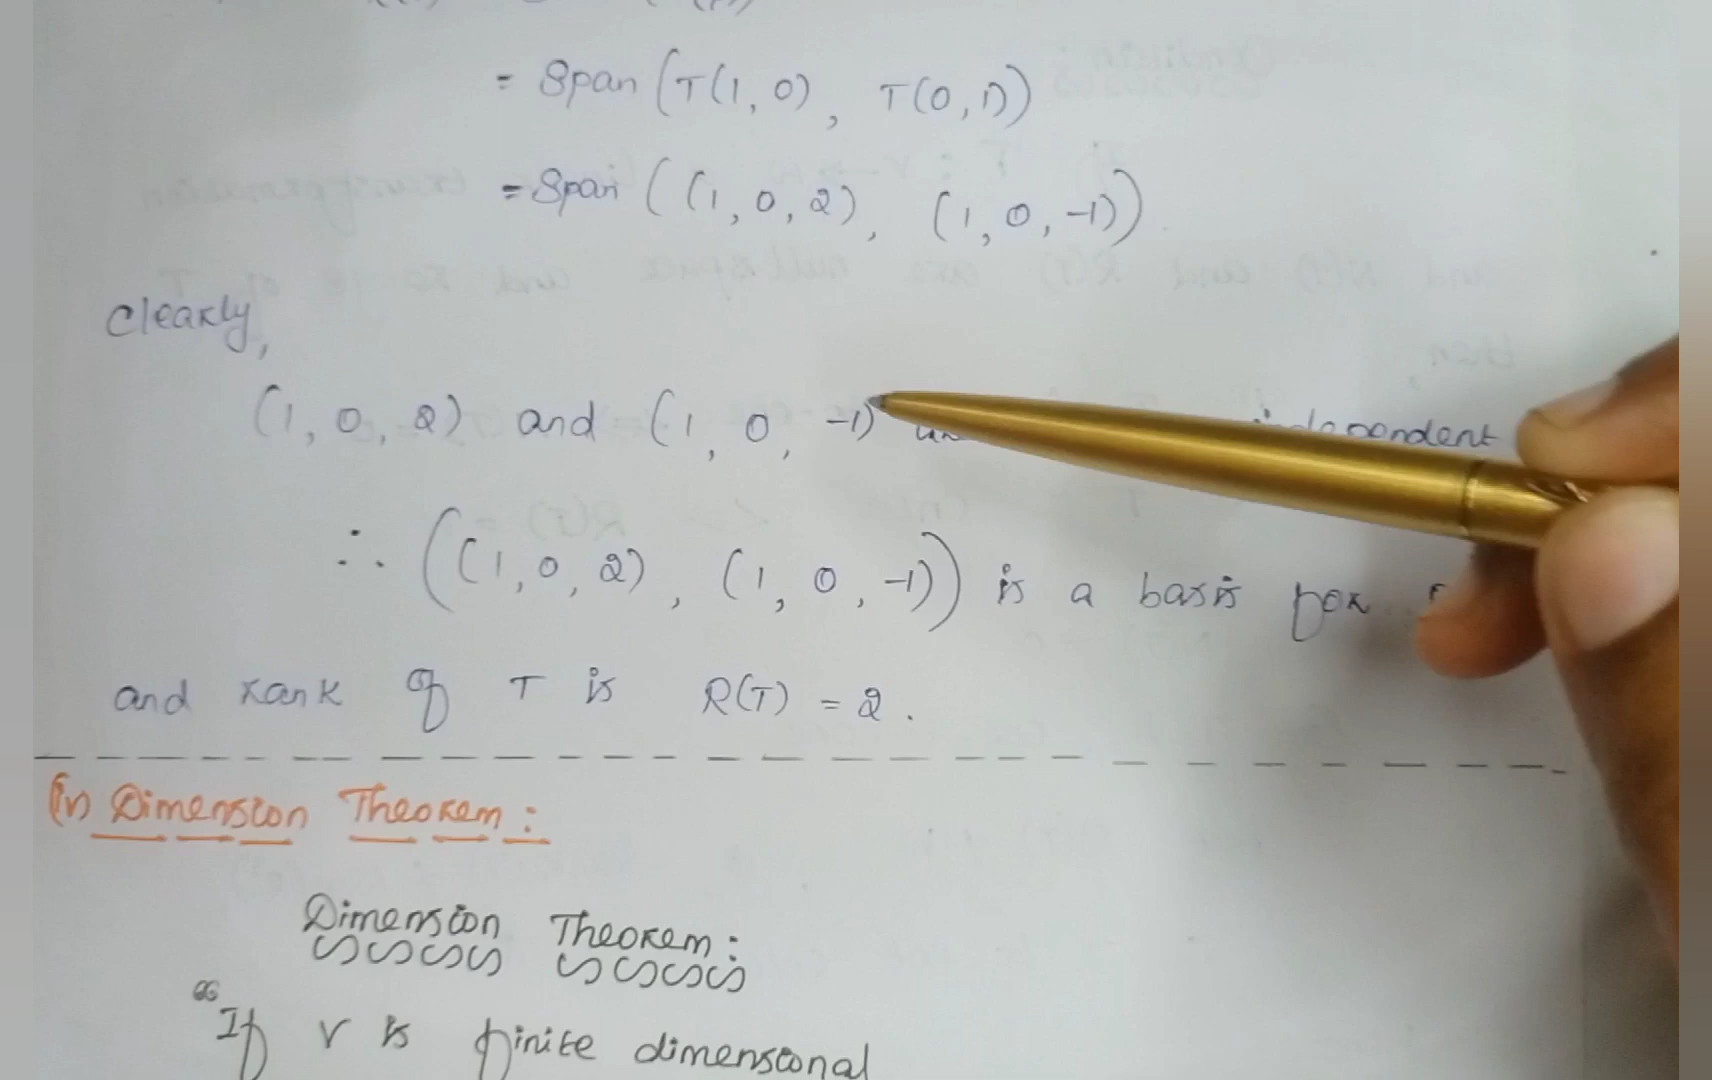 = Span (T(1, 0), T(0, 1))
= Span ((1, 0, 2), (1, 0, -1))
Clearly,
(1, 0, 2) and (1, 0, -1) independent
∴ ((1, 0, 2), (1, 0, -1)) is a basis for
and rank of T is R(T) = 2.
(iv) Dimension Theorem:
Dimension Theorem:
"If V is finite dimensional